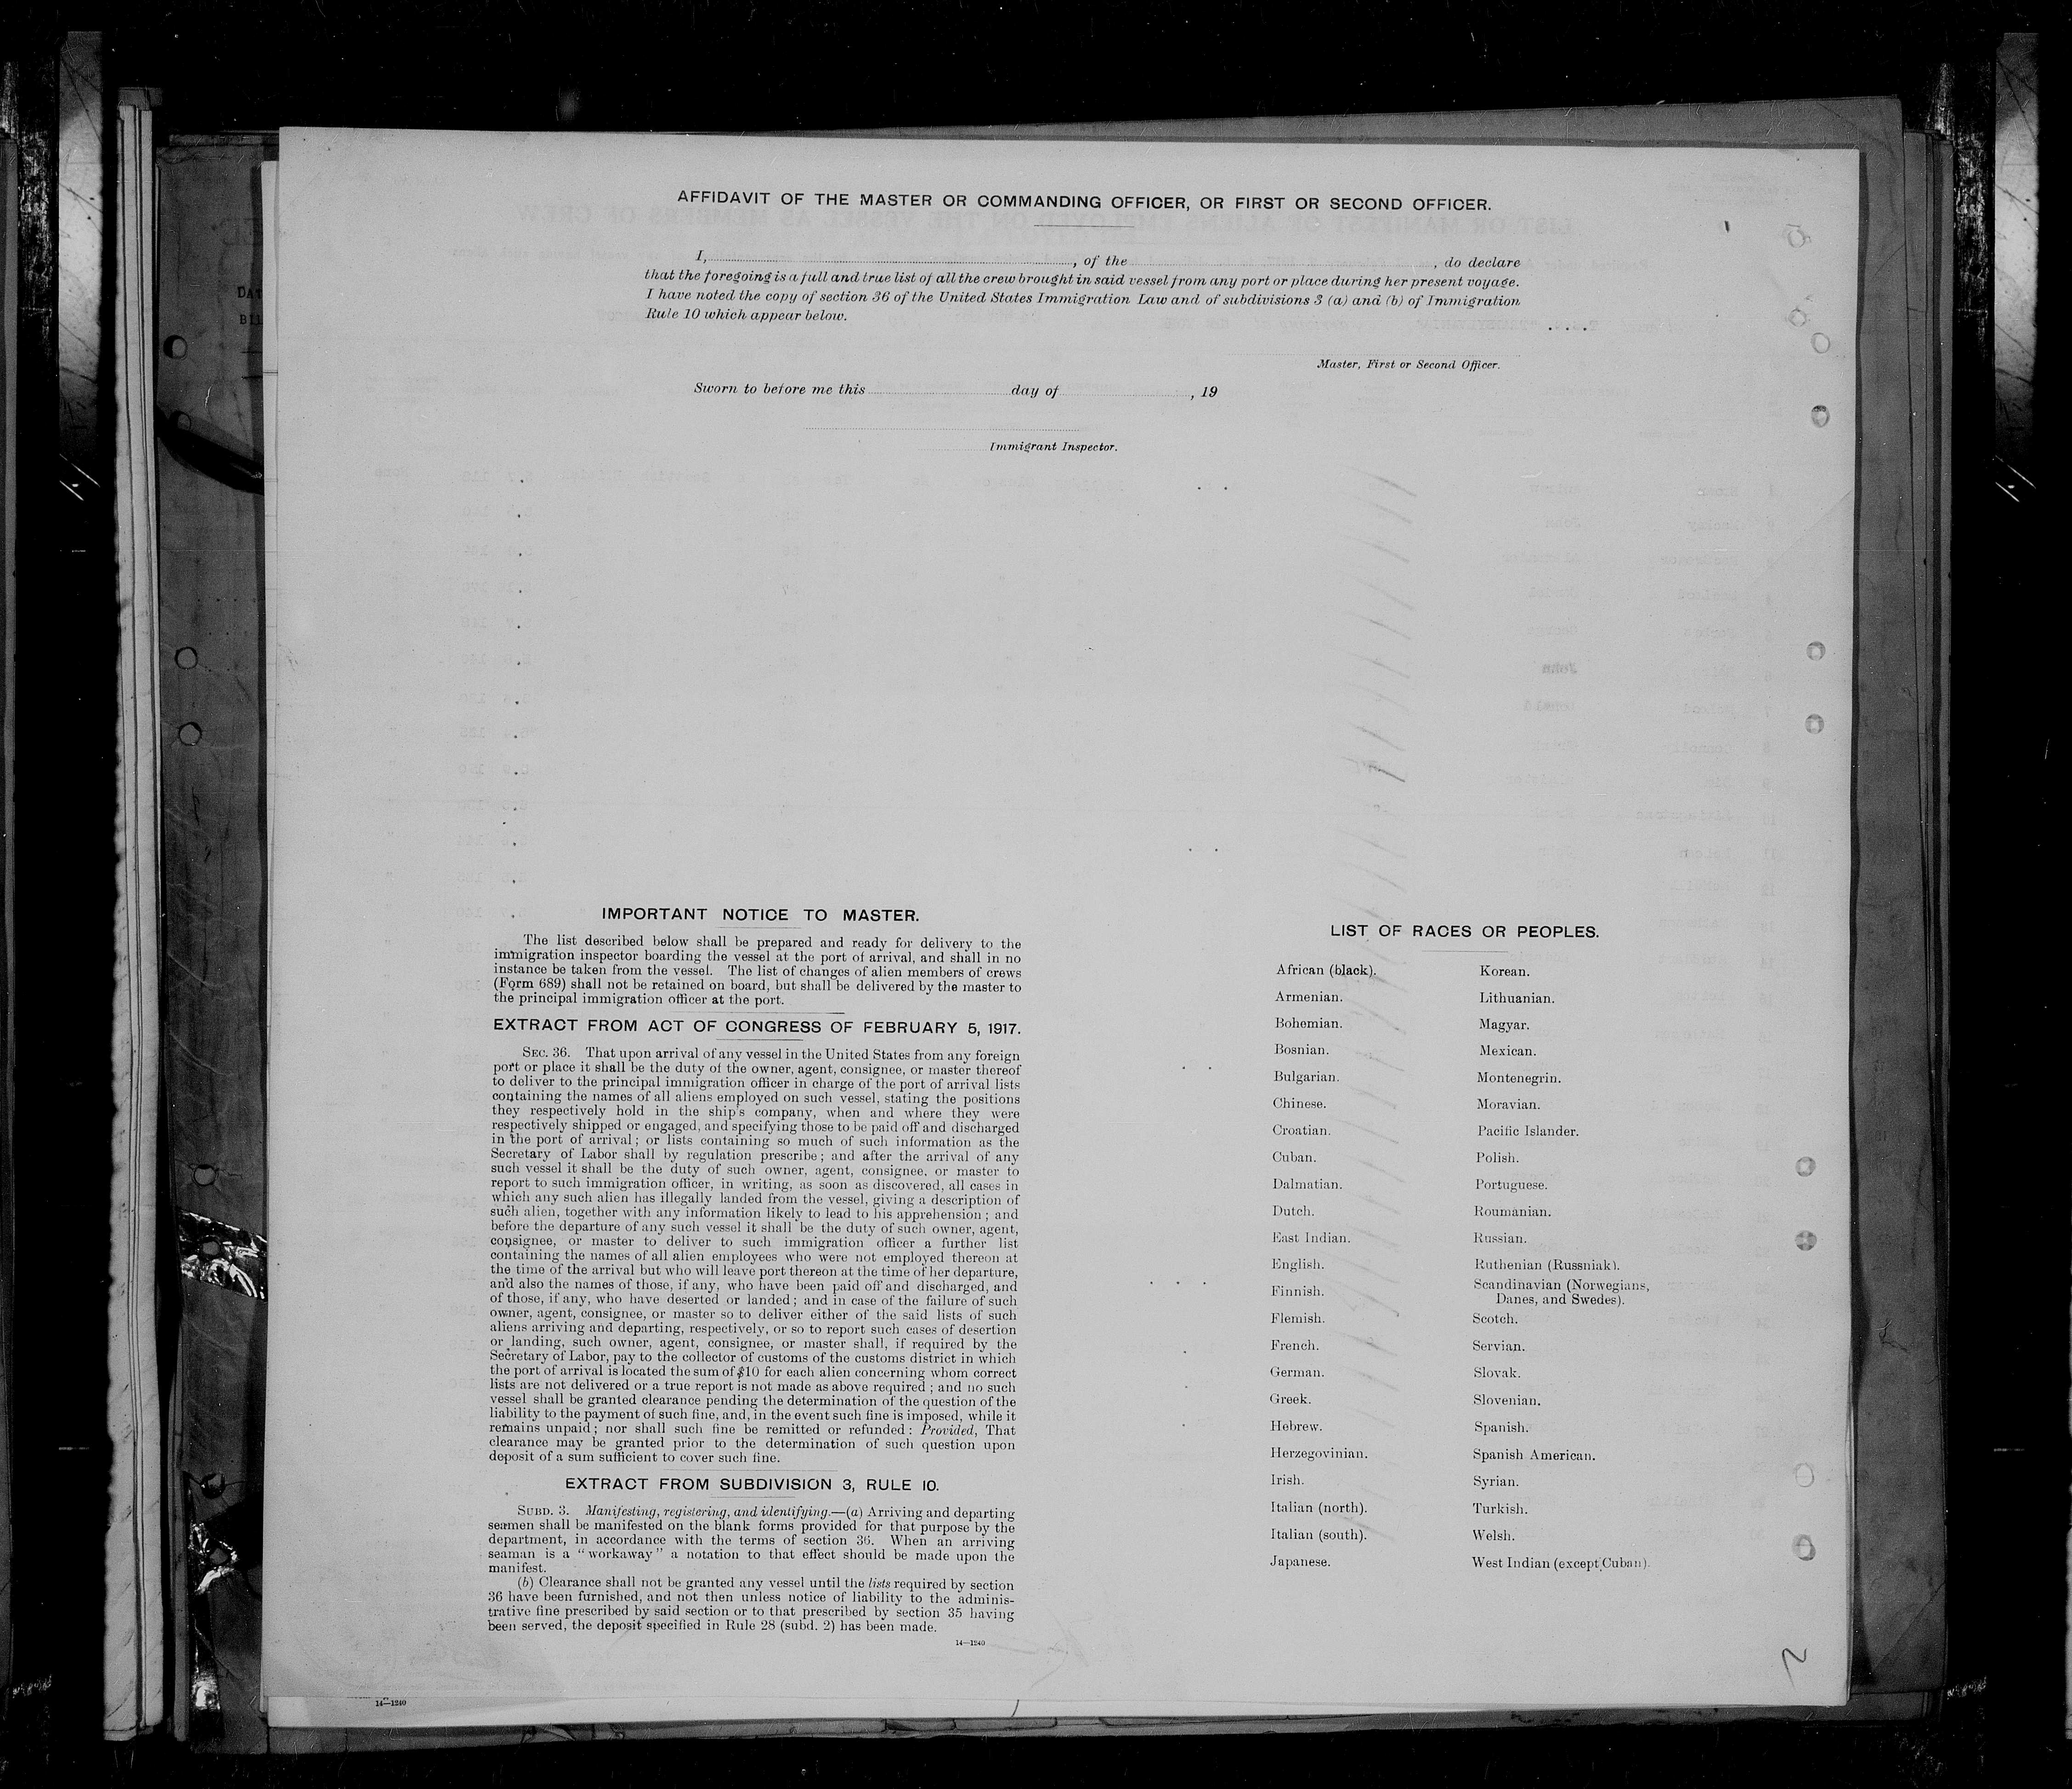 AFFIDAVIT OF THE MASTER OR COMMANDING OFFICER, OR FIRST OR SECOND OFFICER.
I, , of the , do declare
that the foregoing is a full and true list of all the crew brought in said vessel from any port or place during her present voyage.
I have noted the copy of section 36 of the United States Immigration Law and of subdivisions 3 (a) and (b) of Immigration
Rule 10 which appear below.
Master, First or Second Officer.
Sworn to before me this day of , 19
Immigrant Inspector.
IMPORTANT NOTICE TO MASTER.
The list described below shall be prepared and ready for delivery to the
immigration inspector boarding the vessel at the port of arrival, and shall in no
instance be taken from the vessel. The list of changes of alien members of crews
(Form 689) shall not be retained on board, but shall be delivered by the master to
the principal immigration officer at the port.
EXTRACT FROM ACT OF CONGRESS OF FEBRUARY 5, 1917.
SEC. 36. That upon arrival of any vessel in the United States from any foreign
port or place it shall be the duty of the owner, agent, consignee, or master thereof
to deliver to the principal immigration officer in charge of the port of arrival lists
containing the names of all aliens employed on such vessel, stating the positions
they respectively hold in the ship's company, when and where they were
respectively shipped or engaged, and specifying those to be paid off and discharged
in the port of arrival; or lists containing so much of such information as the
Secretary of Labor shall by regulation prescribe; and after the arrival of any
such vessel it shall be the duty of such owner, agent, consignee, or master to
report to such immigration officer, in writing, as soon as discovered, all cases in
which any such alien has illegally landed from the vessel, giving a description of
such alien, together with any information likely to lead to his apprehension; and
before the departure of any such vessel it shall be the duty of such owner, agent,
consignee, or master to deliver to such immigration officer a further list
containing the names of all alien employees who were not employed thereon at
the time of the arrival but who will leave port thereon at the time of her departure,
and also the names of those, if any, who have been paid off and discharged, and
of those, if any, who have deserted or landed; and in case of the failure of such
owner, agent, consignee, or master so to deliver either of the said lists of such
aliens arriving and departing, respectively, or so to report such cases of desertion
or landing, such owner, agent, consignee, or master shall, if required by the
Secretary of Labor, pay to the collector of customs of the customs district in which
the port of arrival is located the sum of $10 for each alien concerning whom correct
lists are not delivered or a true report is not made as above required; and no such
vessel shall be granted clearance pending the determination of the question of the
liability to the payment of such fine, and, in the event such fine is imposed, while it
remains unpaid; nor shall such fine be remitted or refunded: Provided, That
clearance may be granted prior to the determination of such question upon
deposit of a sum sufficient to cover such fine.
EXTRACT FROM SUBDIVISION 3, RULE 10.
SUBD. 3. Manifesting, registering, and identifying.—(a) Arriving and departing
seamen shall be manifested on the blank forms provided for that purpose by the
department, in accordance with the terms of section 36. When an arriving
seaman is a "workaway" a notation to that effect should be made upon the
manifest.
(b) Clearance shall not be granted any vessel until the lists required by section
36 have been furnished, and not then unless notice of liability to the adminis-
trative fine prescribed by said section or to that prescribed by section 35 having
been served, the deposit specified in Rule 28 (subd. 2) has been made.
14—1240
LIST OF RACES OR PEOPLES.
African (black).
Armenian.
Bohemian.
Bosnian.
Bulgarian.
Chinese.
Croatian.
Cuban.
Dalmatian.
Dutch.
East Indian.
English.
Finnish.
Flemish.
French.
German.
Greek.
Hebrew.
Herzegovinian.
Irish.
Italian (north).
Italian (south).
Japanese.
Korean.
Lithuanian.
Magyar.
Mexican.
Montenegrin.
Moravian.
Pacific Islander.
Polish.
Portuguese.
Roumanian.
Russian.
Ruthenian (Russniak).
Scandinavian (Norwegians,
Danes, and Swedes).
Scotch.
Servian.
Slovak.
Slovenian.
Spanish.
Spanish American.
Syrian.
Turkish.
Welsh.
West Indian (except Cuban).
14—1240